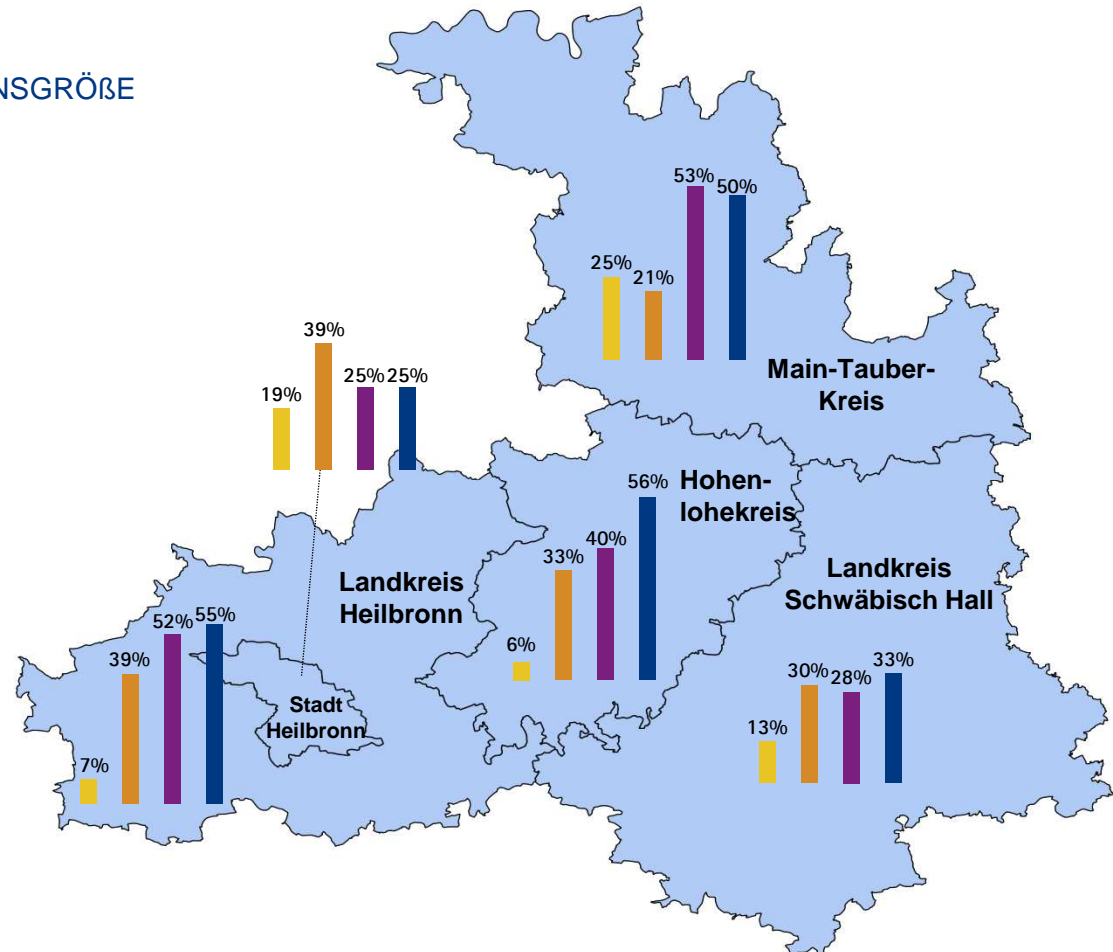 NSGRÖßE
53%
50%
25%
21%
Main-Tauber-
Kreis
39%
19%
25%
25%
Hohen-
lohekreis
56%
40%
33%
6%
Landkreis
Heilbronn
52%
55%
39%
7%
Stadt
Heilbronn
Landkreis
Schwäbisch Hall
30%
28%
33%
13%